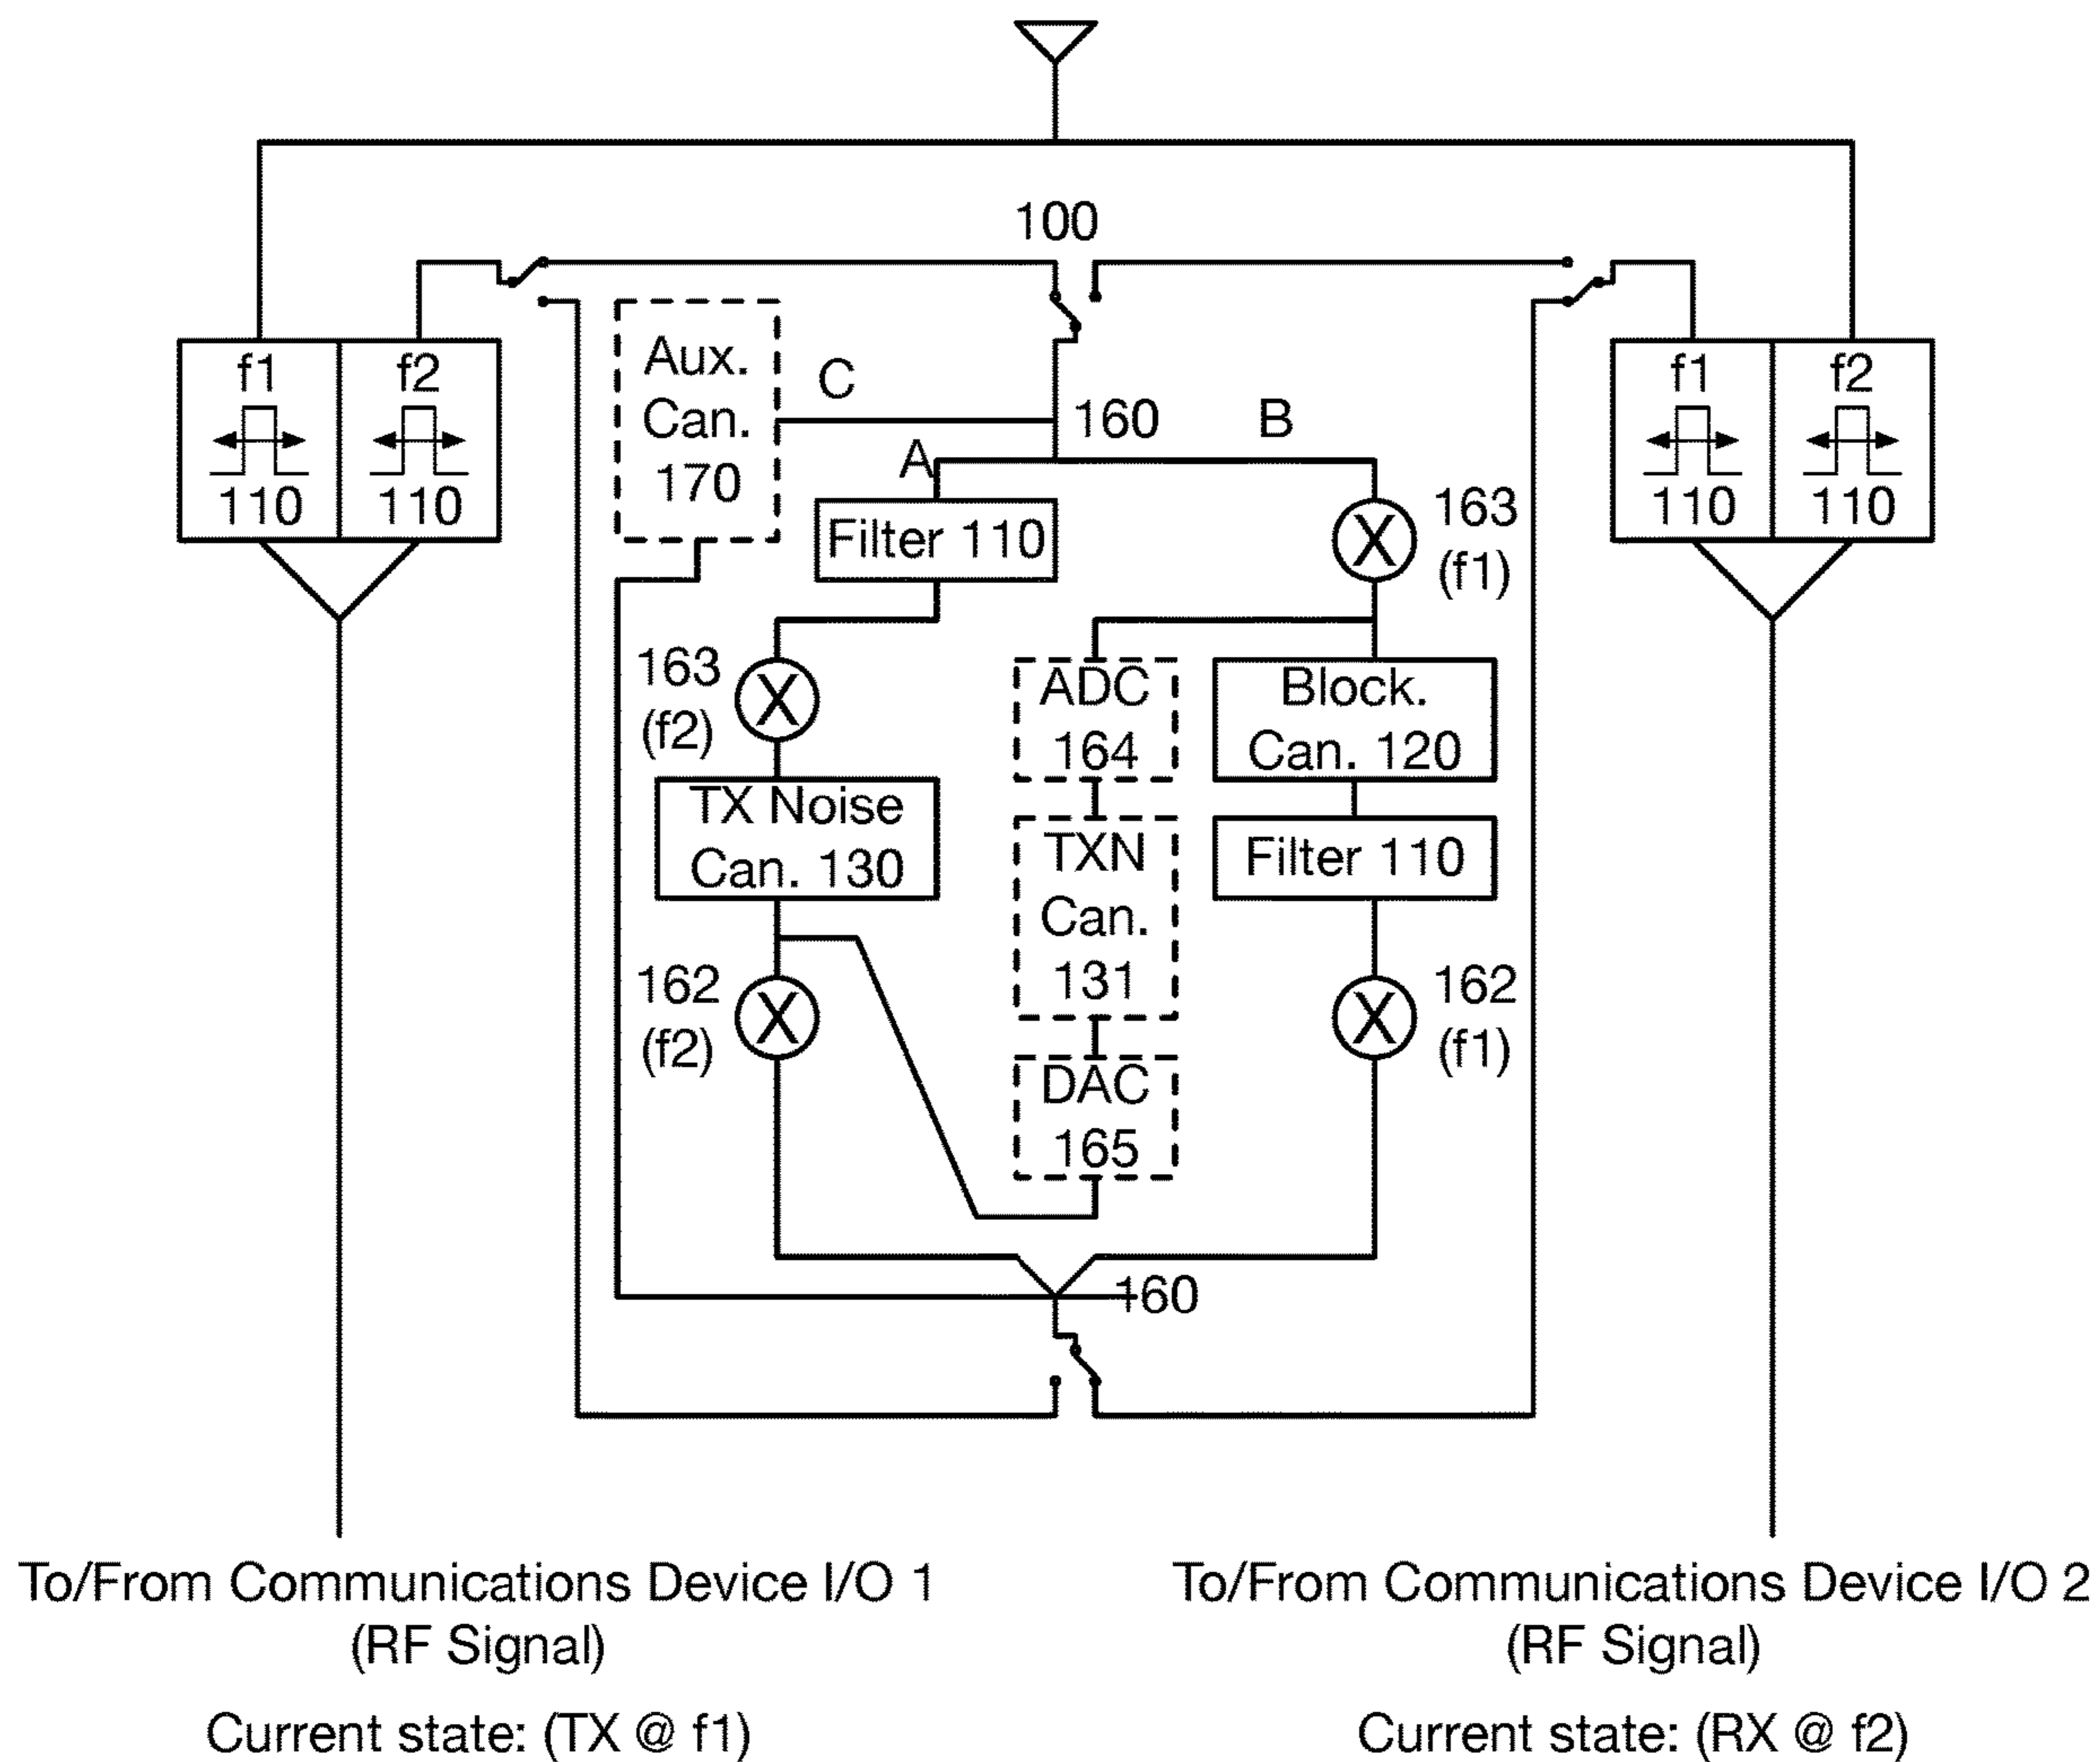 100
f1
110
f2
110
Aux.
Can.
170
C
160
B
A
Filter 110
163
(f1)
f1
110
f2
110
163
(f2)
ADC
164
Block.
Can. 120
TX Noise
Can. 130
TXN
Can.
131
Filter 110
162
(f2)
162
(f1)
DAC
165
160
To/From Communications Device I/O 1
(RF Signal)
Current state: (TX @ f1)
To/From Communications Device I/O 2
(RF Signal)
Current state: (RX @ f2)
X
X
X
X